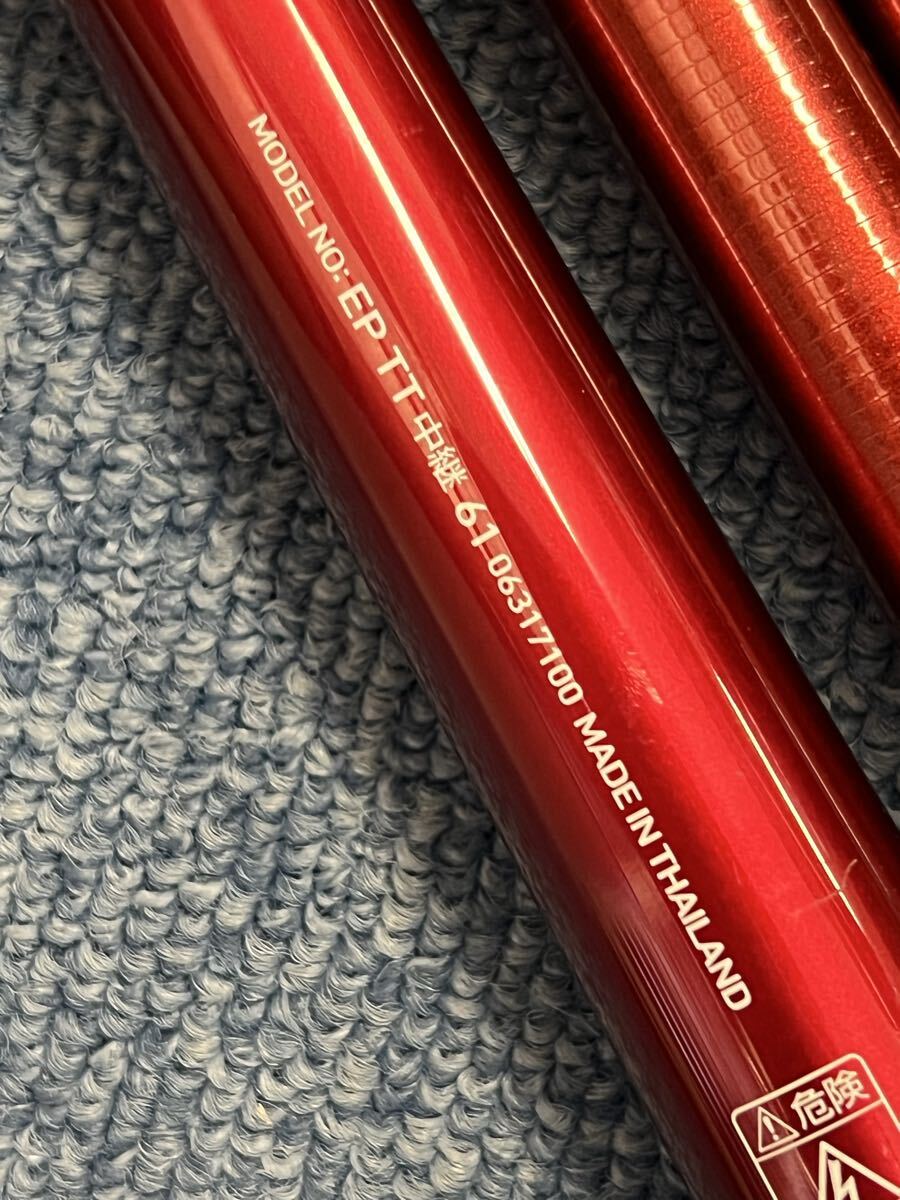 MODEL NO: EP TT 中継 61 06317100 MADE IN THAILAND
危険